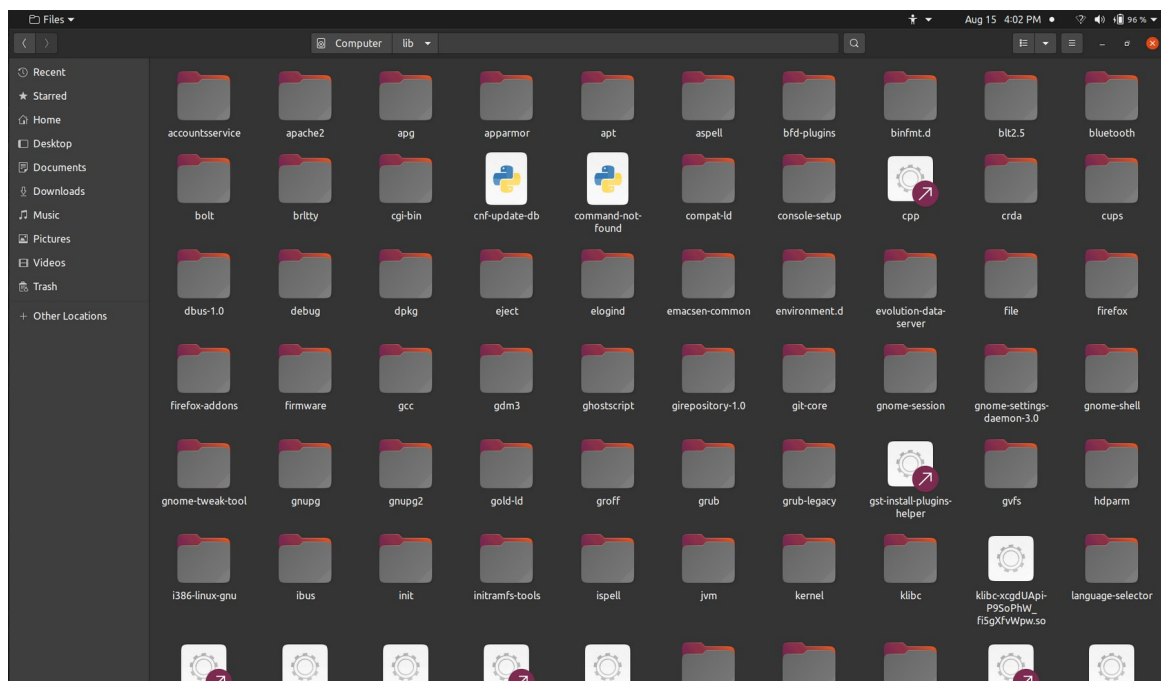 Files
Aug 15 4:02 PM
96 %
Computer lib
Recent
Starred
Home
Desktop
Documents
Downloads
Music
Pictures
Videos
Trash
+ Other Locations
accountsservice apache2 apg apparmor apt aspell bfd-plugins binfmt.d blt2.5 bluetooth
bolt brltty cgi-bin cnf-update-db command-not- compat-ld console-setup cpp crda cups
found
dbus-1.0 debug dpkg eject elogind emacsen-common environment.d evolution-data- file firefox
server
firefox-addons firmware gcc gdm3 ghostscript girepository-1.0 git-core gnome-session gnome-settings- gnome-shell
daemon-3.0
gnome-tweak-tool gnupg gnupg2 gold-ld groff grub grub-legacy gst-install-plugins- gvfs hdparm
helper
i386-linux-gnu ibus init initramfs-tools ispell jvm kernel klibc klibc-xcgdUApi- language-selector
P9SoPhW_
fi5gXfvWpw.so